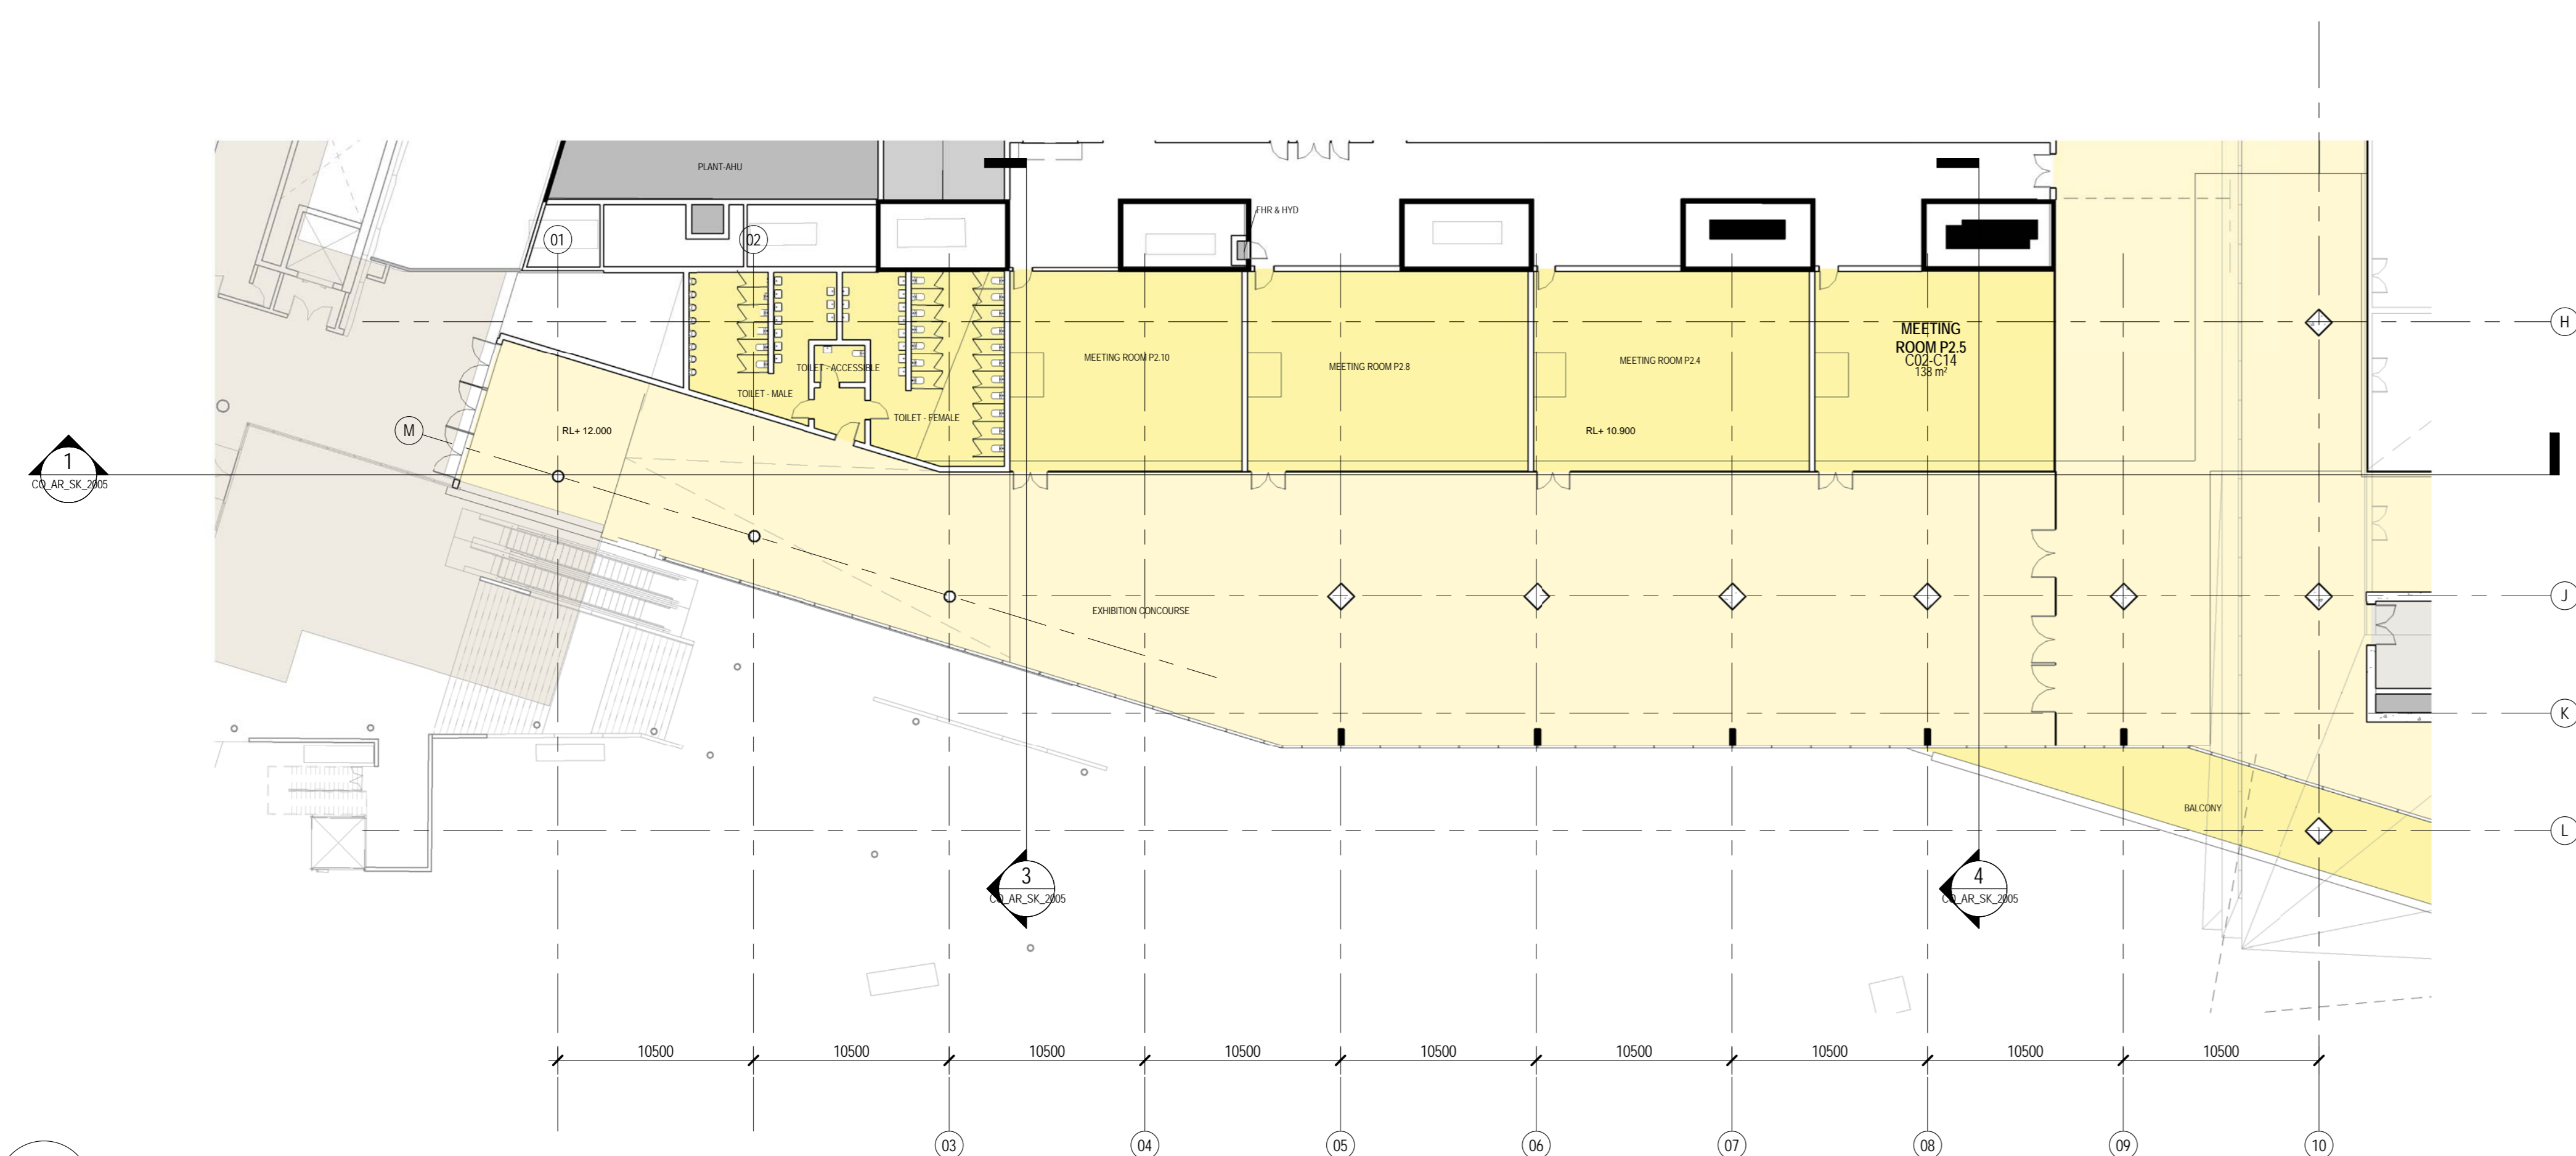 PLANT-AHU
FHR & HYD
01
02
H
MEETING
ROOM P2.5
C02-C14
138 m²
MEETING ROOM P2.10
MEETING ROOM P2.8
MEETING ROOM P2.4
TOILET - ACCESSIBLE
TOILET - MALE
TOILET - FEMALE
M
RL+ 12.000
RL+ 10.900
1
CO_AR_SK_2005
J
EXHIBITION CONCOURSE
K
BALCONY
L
3
CO_AR_SK_2005
4
CO_AR_SK_2005
10500
10500
10500
10500
10500
10500
10500
10500
10500
03
04
05
06
07
08
09
10